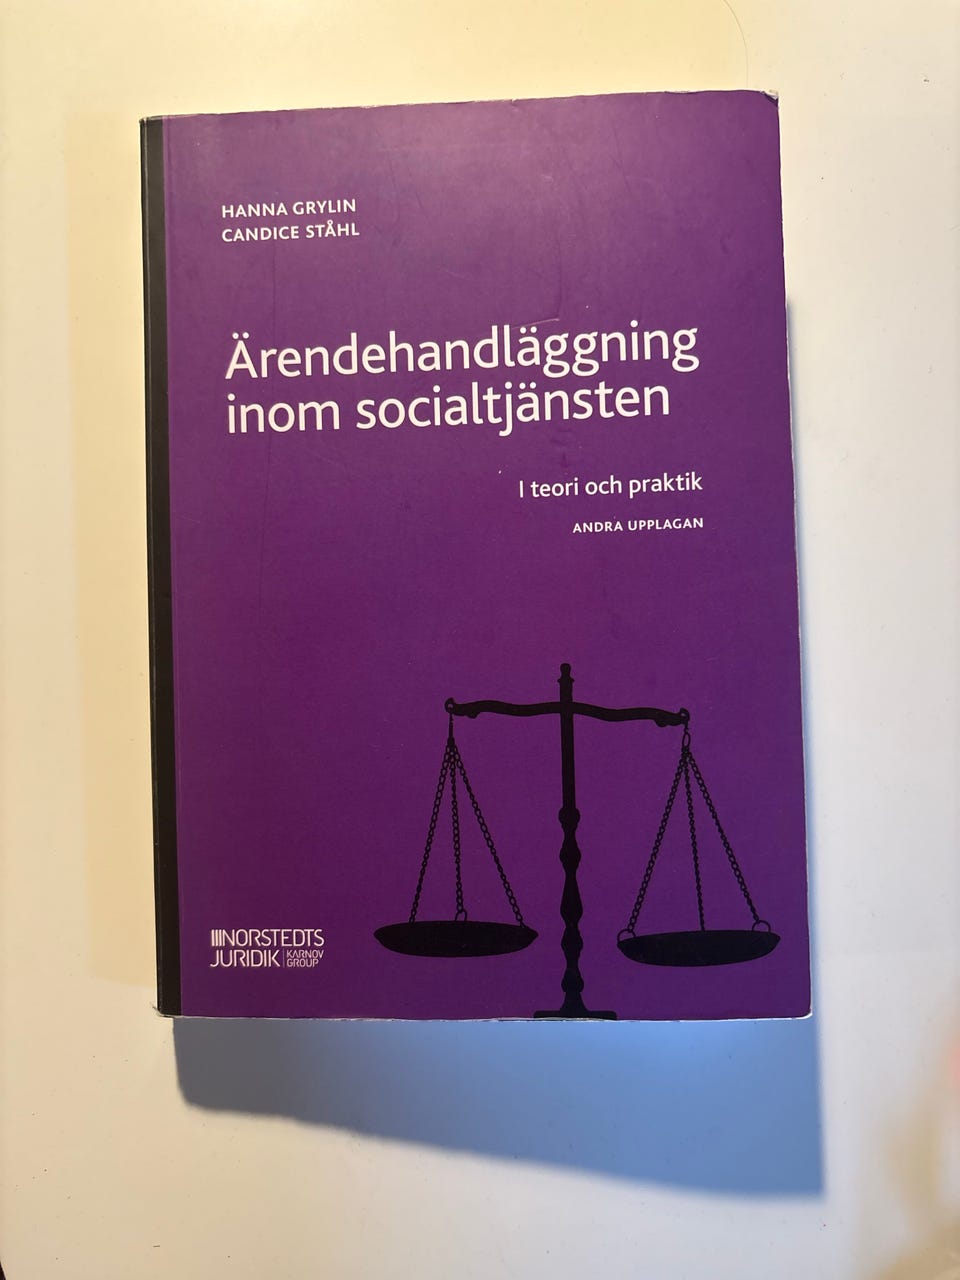 HANNA GRYLIN
CANDICE STÅHL
Ärendehandläggning
inom socialtjänsten
I teori och praktik
ANDRA UPPLAGAN
NORSTEDTS
JURIDIK
KARNOV
GROUP